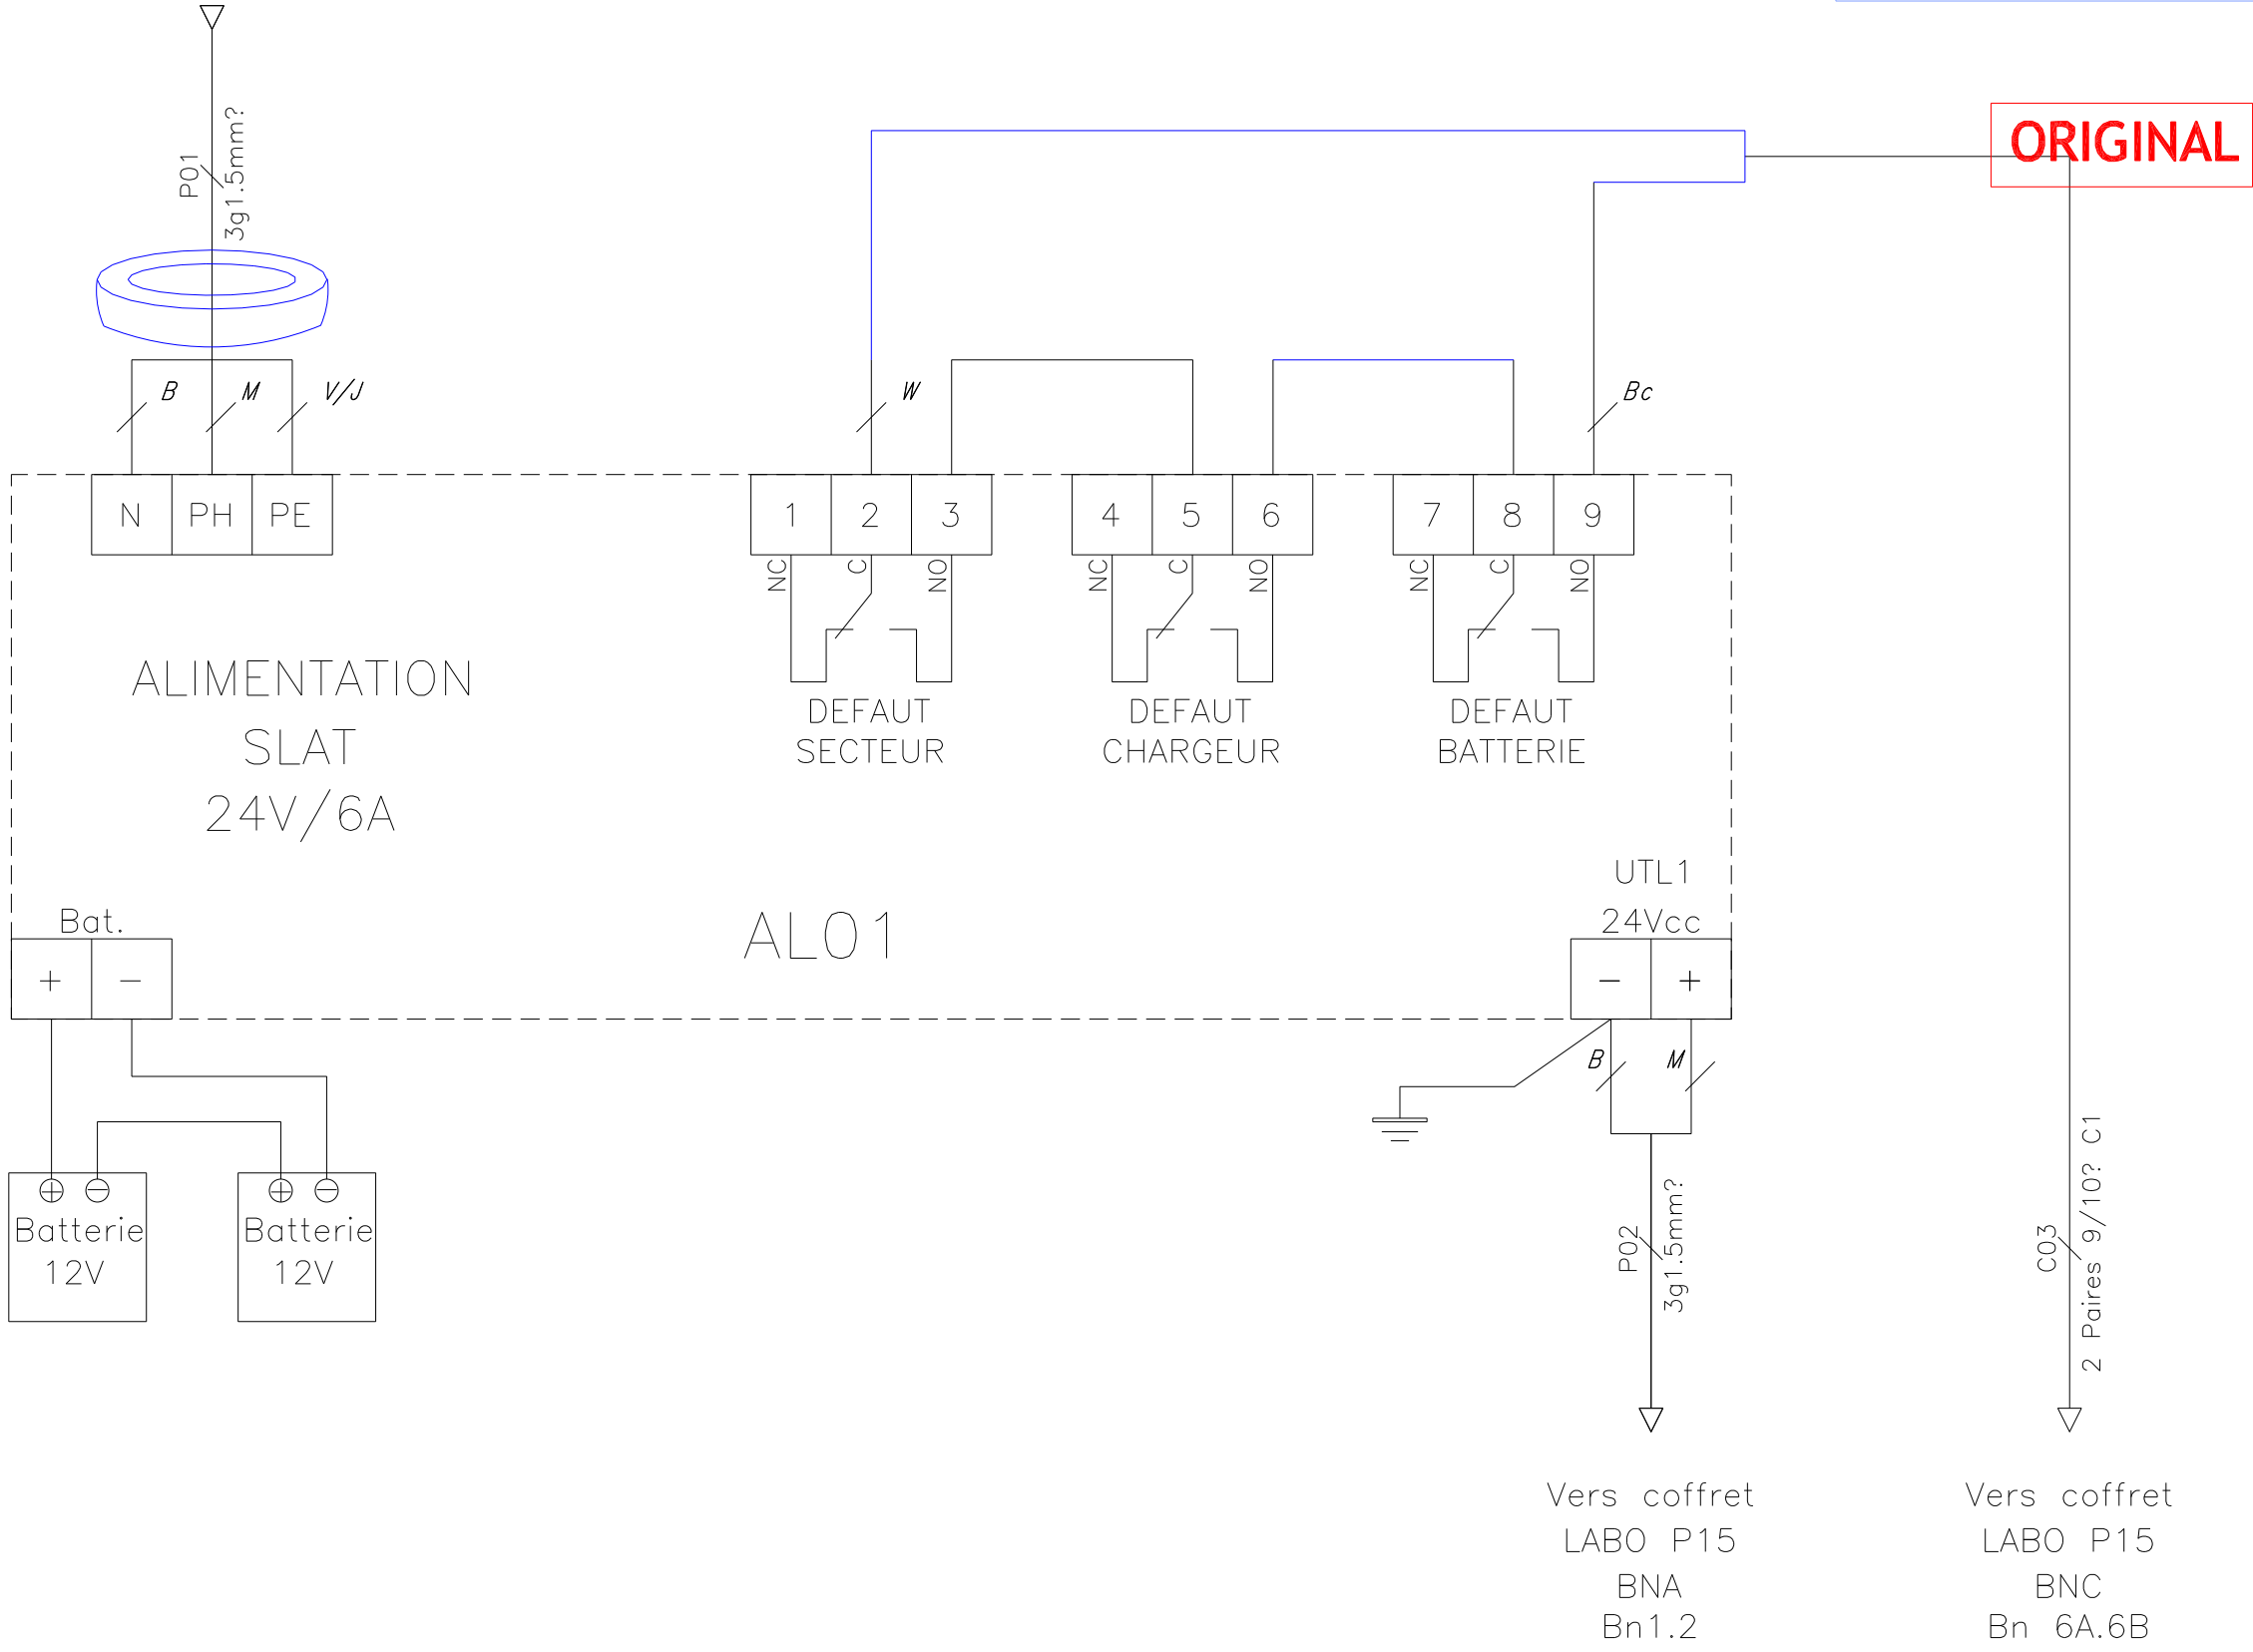 ORIGINAL
P01
3g1.5mm?
B
M
V/J
W
Bc
N
PH
PE
1
2
3
4
5
6
7
8
9
NC
C
NO
NC
C
NO
NC
C
NO
ALIMENTATION
SLAT
24V/6A
DEFAUT
SECTEUR
DEFAUT
CHARGEUR
DEFAUT
BATTERIE
UTL1
24Vcc
Bat.
AL01
+
-
-
+
B
M
Batterie
12V
Batterie
12V
P02
3g1.5mm?
C03
2 Paires 9/10? C1
Vers coffret
LABO P15
BNA
Bn1.2
Vers coffret
LABO P15
BNC
Bn 6A.6B